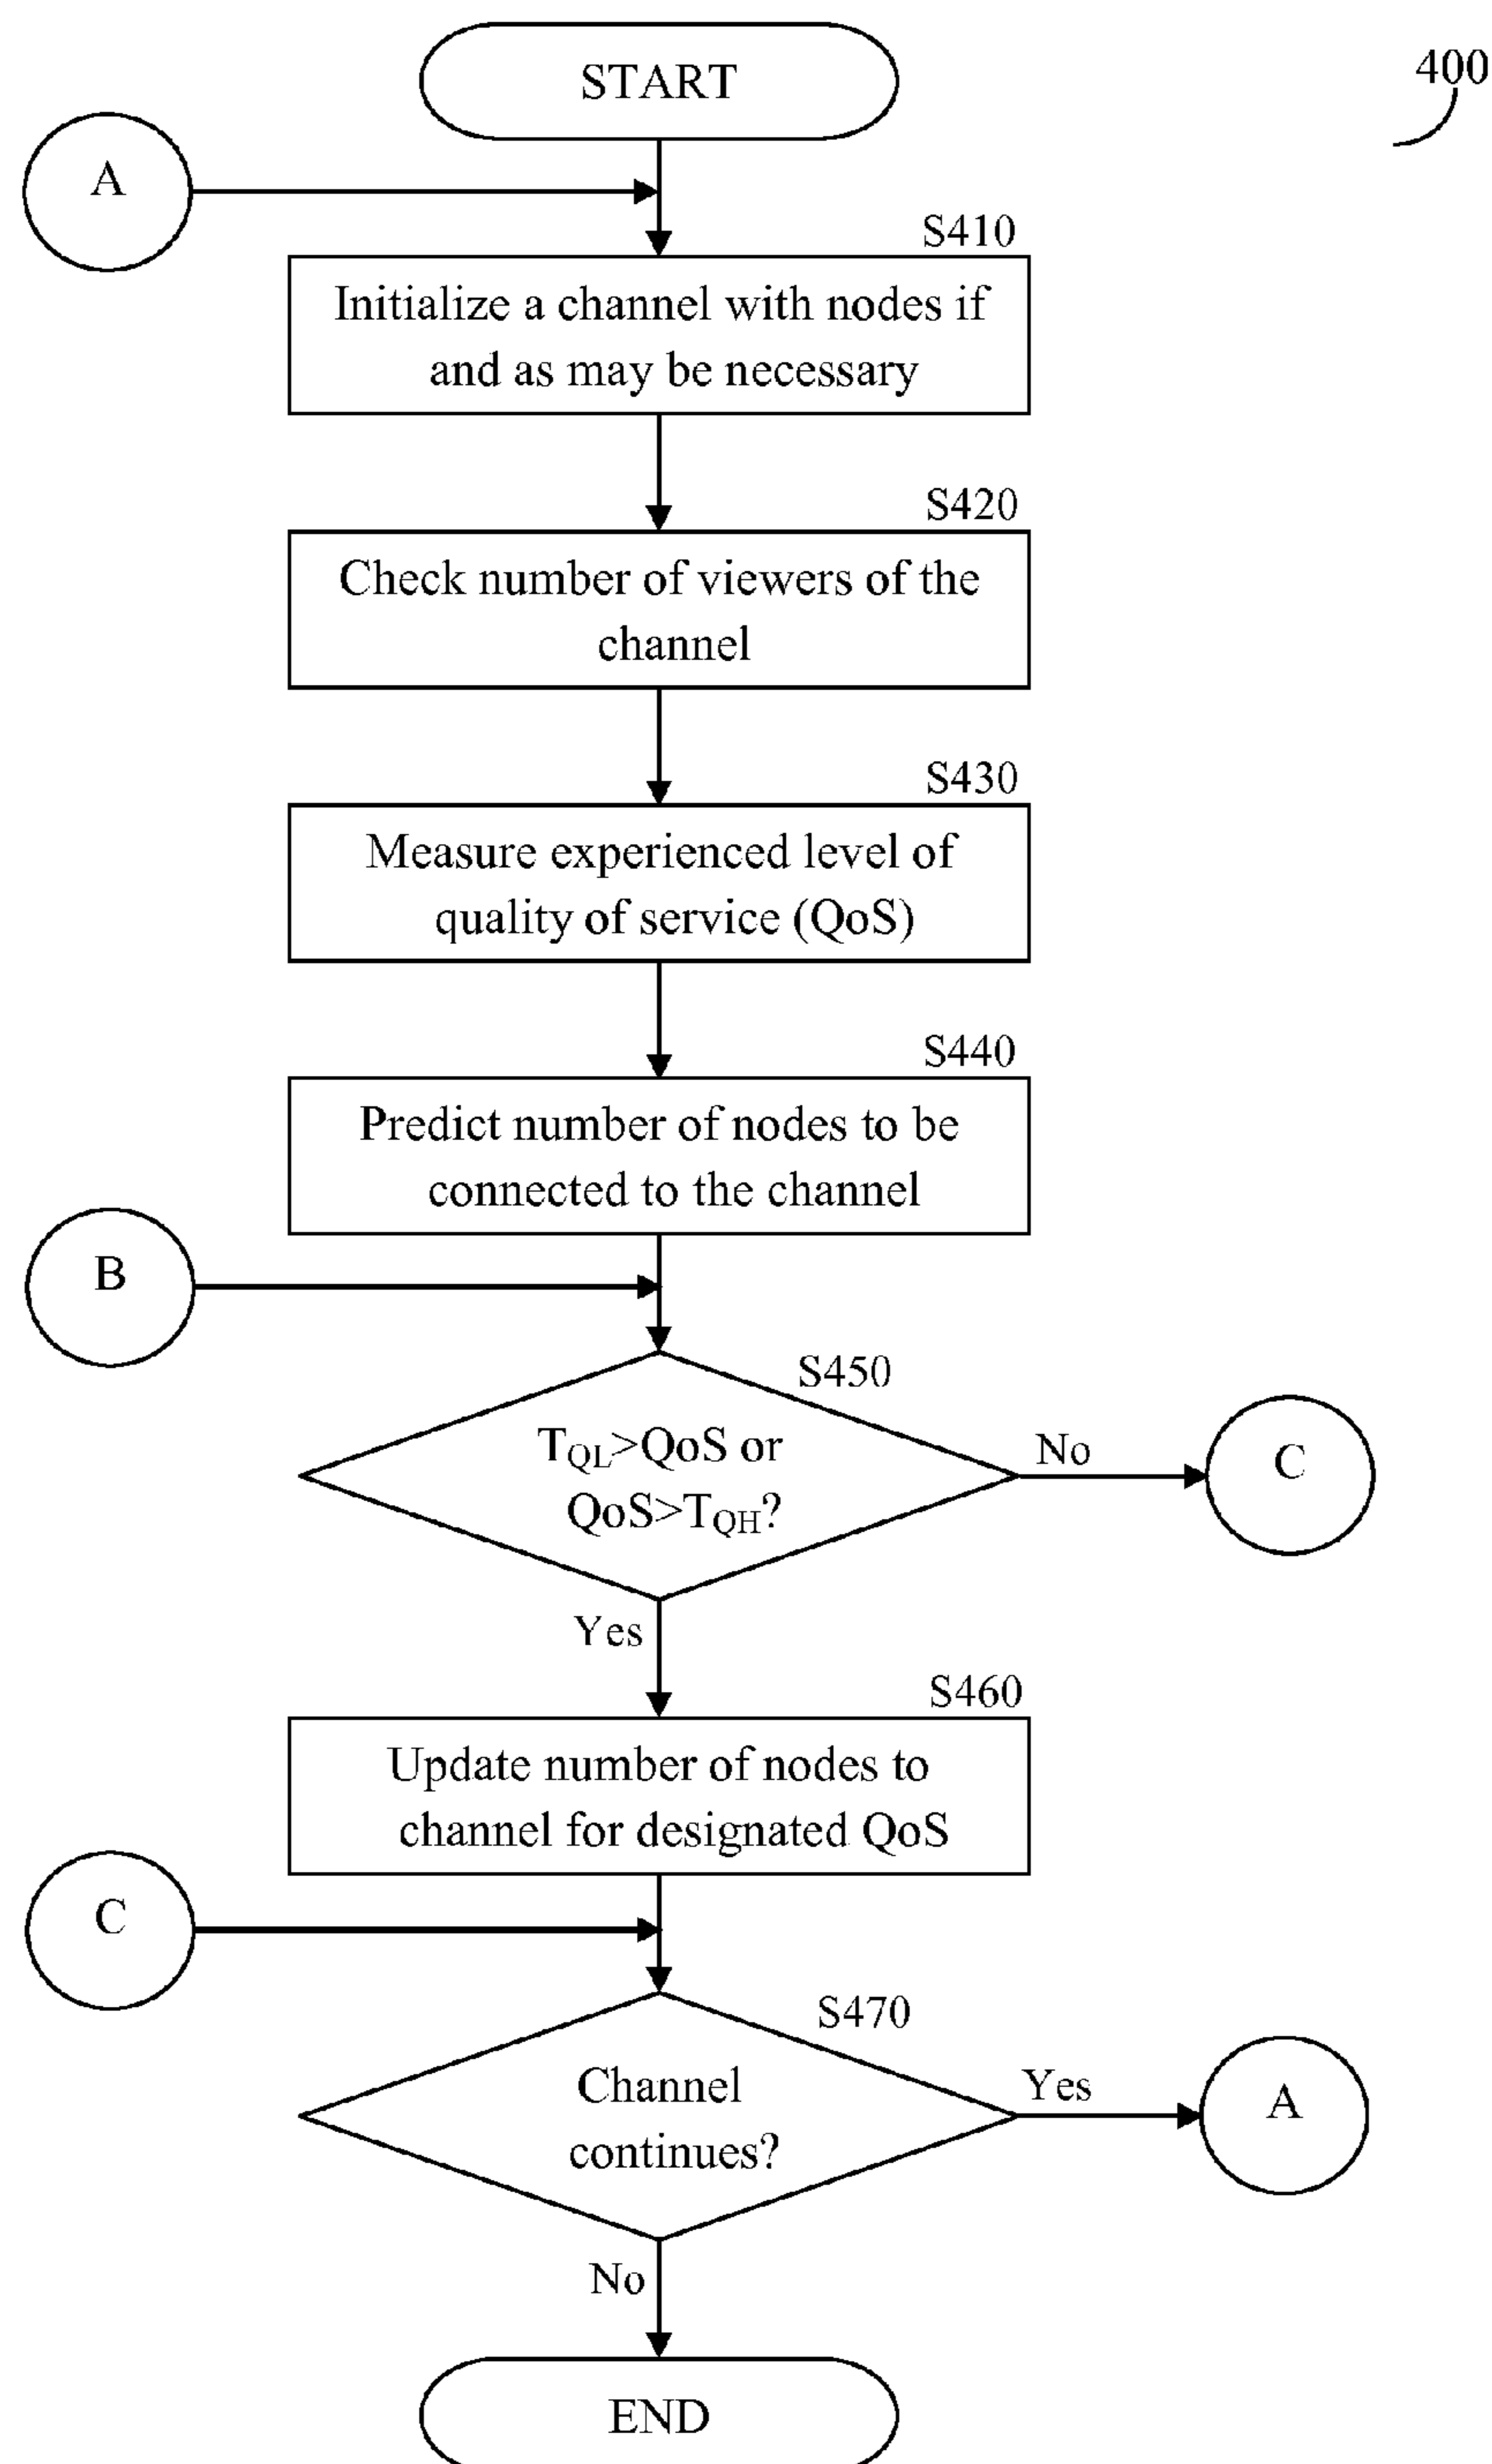 START
400
A
S410
Initialize a channel with nodes if
and as may be necessary
S420
Check number of viewers of the
channel
S430
Measure experienced level of
quality of service (QoS)
S440
Predict number of nodes to be
connected to the channel
B
S450
T_QL>QoS or
QoS>T_QH?
No
C
Yes
S460
Update number of nodes to
channel for designated QoS
C
S470
Channel
continues?
Yes
A
No
END